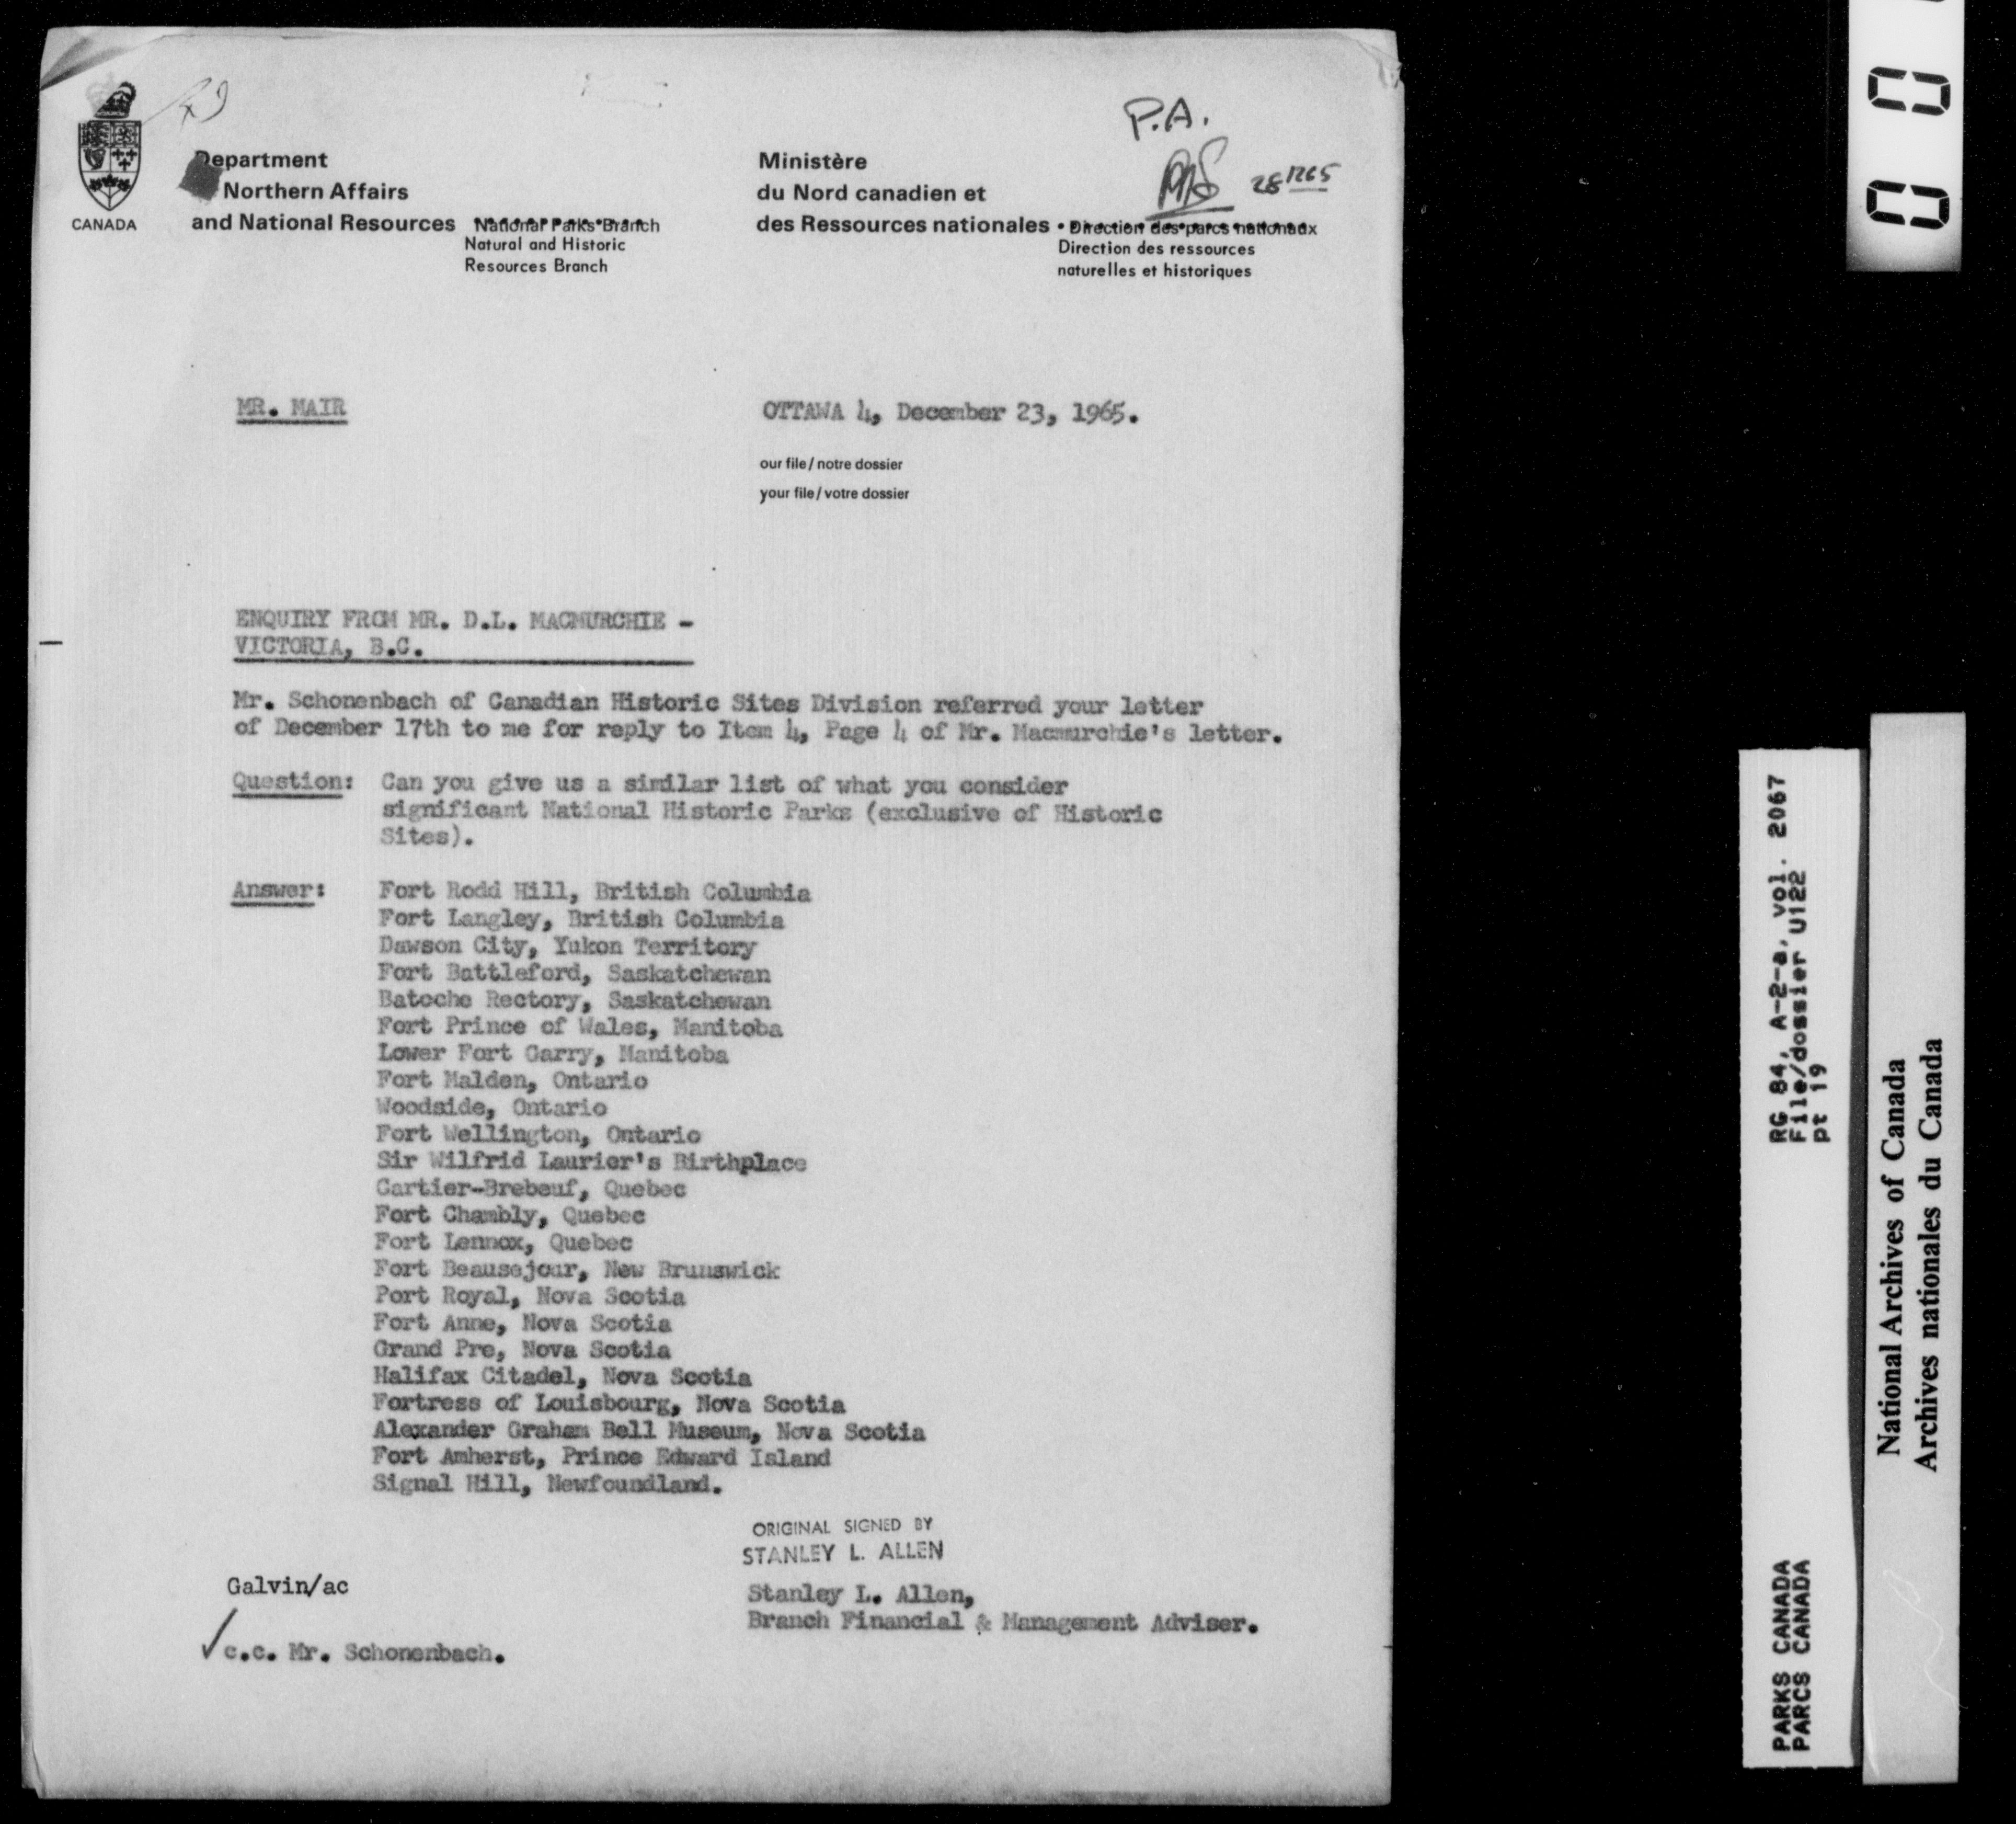 CANADA
Department
Northern Affairs
and National Resources
National Parks Branch
Natural and Historic
Resources Branch
Ministère
du Nord canadien et
des Ressources nationales • Direction des parcs nationaux
Direction des ressources
naturelles et historiques
P.A.
28 1265
MR. MAIR
OTTAWA 4, December 23, 1965.
our file/notre dossier
your file/votre dossier
ENQUIRY FROM MR. D.L. MACMURCHIE -
VICTORIA, B.C.
Mr. Schonenbach of Canadian Historic Sites Division referred your letter
of December 17th to me for reply to Item 4, Page 4 of Mr. Macmurchie's letter.
Question: Can you give us a similar list of what you consider
significant National Historic Parks (exclusive of Historic
Sites).
Answer: Fort Rodd Hill, British Columbia
Fort Langley, British Columbia
Dawson City, Yukon Territory
Fort Battleford, Saskatchewan
Batoche Rectory, Saskatchewan
Fort Prince of Wales, Manitoba
Lower Fort Garry, Manitoba
Fort Malden, Ontario
Woodside, Ontario
Fort Wellington, Ontario
Sir Wilfrid Laurier's Birthplace
Cartier-Brebeuf, Quebec
Fort Chambly, Quebec
Fort Lennox, Quebec
Fort Beausejour, New Brunswick
Port Royal, Nova Scotia
Fort Anne, Nova Scotia
Grand Pre, Nova Scotia
Halifax Citadel, Nova Scotia
Fortress of Louisbourg, Nova Scotia
Alexander Graham Bell Museum, Nova Scotia
Fort Amherst, Prince Edward Island
Signal Hill, Newfoundland.
ORIGINAL SIGNED BY
STANLEY L. ALLEN
Stanley L. Allen,
Branch Financial & Management Adviser.
Galvin/ac
c.c. Mr. Schonenbach.
RG 84, A-2-a, vol. 2067
File/dossier U122
pt 19
PARKS CANADA
PARCS CANADA
National Archives of Canada
Archives nationales du Canada